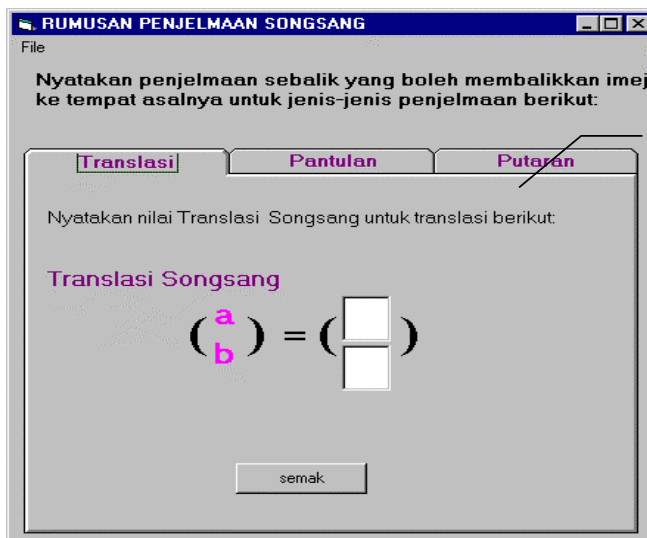 RUMUSAN PENJELMAAN SONGSANG
File
Nyatakan penjelmaan sebalik yang boleh membalikkan imej
ke tempat asalnya untuk jenis-jenis penjelmaan berikut:
Translasi Pantulan Putaran
Nyatakan nilai Translasi Songsang untuk translasi berikut:
Translasi Songsang
( a ) = ( )
b
semak